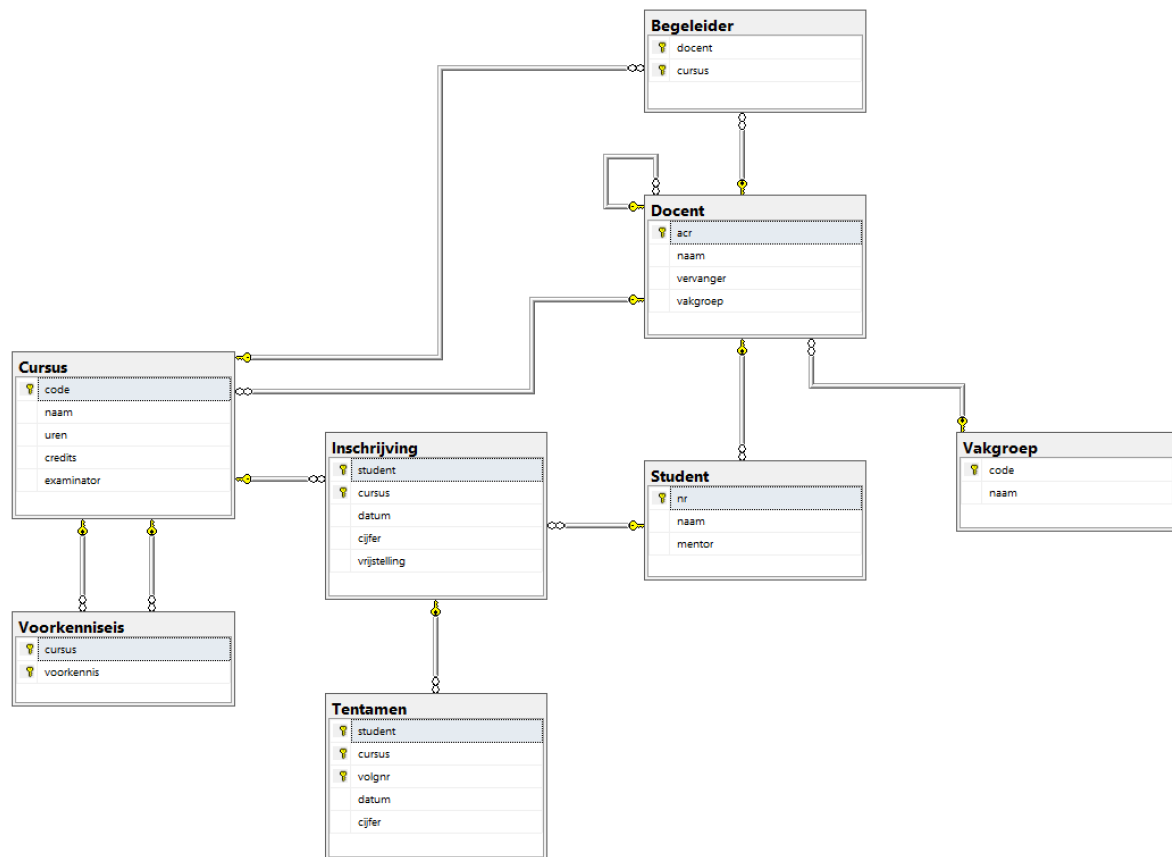 Begeleider
docent
cursus
Docent
acr
naam
vervanger
vakgroep
Cursus
code
naam
uren
credits
examinator
Inschrijving
student
cursus
datum
cijfer
vrijstelling
Student
nr
naam
mentor
Vakgroep
code
naam
Voorkenniseis
cursus
voorkennis
Tentamen
student
cursus
volgnr
datum
cijfer